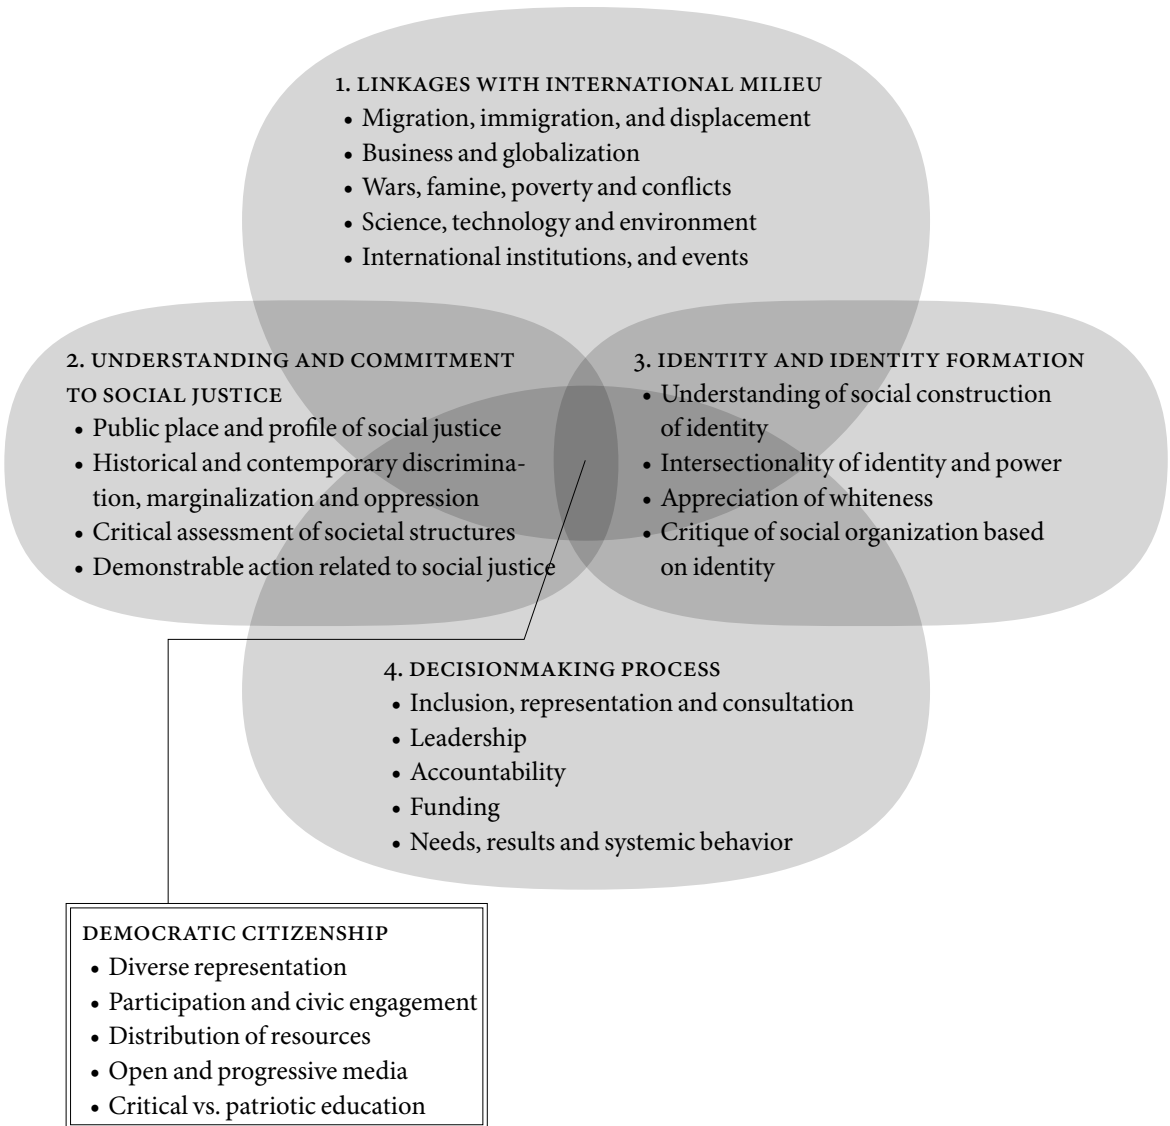 1. LINKAGES WITH INTERNATIONAL MILIEU
• Migration, immigration, and displacement
• Business and globalization
• Wars, famine, poverty and conflicts
• Science, technology and environment
• International institutions, and events
2. UNDERSTANDING AND COMMITMENT
TO SOCIAL JUSTICE
• Public place and profile of social justice
• Historical and contemporary discrimina-
tion, marginalization and oppression
• Critical assessment of societal structures
• Demonstrable action related to social justice
3. IDENTITY AND IDENTITY FORMATION
• Understanding of social construction
of identity
• Intersectionality of identity and power
• Appreciation of whiteness
• Critique of social organization based
on identity
4. DECISIONMAKING PROCESS
• Inclusion, representation and consultation
• Leadership
• Accountability
• Funding
• Needs, results and systemic behavior
DEMOCRATIC CITIZENSHIP
• Diverse representation
• Participation and civic engagement
• Distribution of resources
• Open and progressive media
• Critical vs. patriotic education